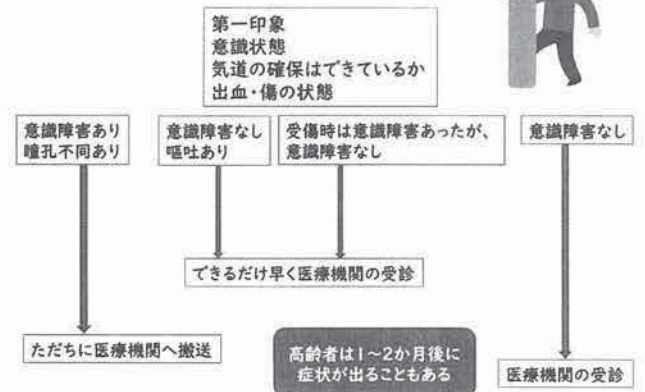 第一印象
意識状態
気道の確保はできているか
出血・傷の状態
意識障害あり
瞳孔不同あり
意識障害なし
嘔吐あり
受傷時は意識障害あったが、
意識障害なし
意識障害なし
できるだけ早く医療機関の受診
ただちに医療機関へ搬送
高齢者は1~2か月後に
症状が出ることもある
医療機関の受診